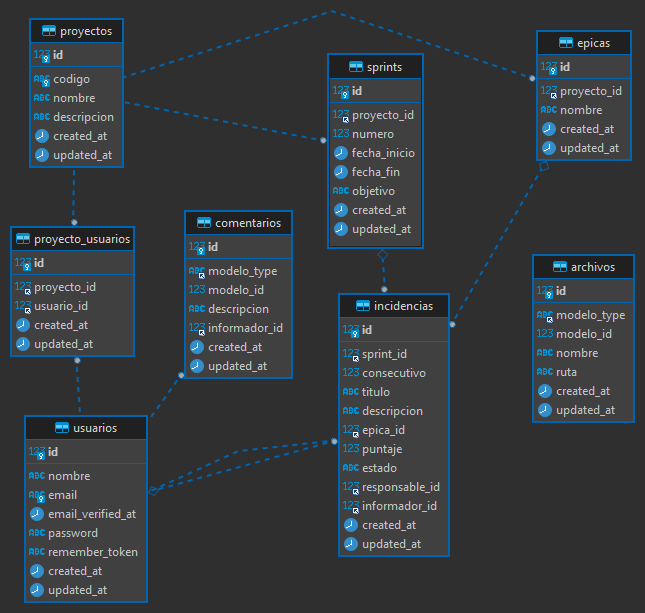 proyectos
123 id
ABC codigo
ABC nombre
ABC descripcion
created_at
updated_at
sprints
123 id
123 proyecto_id
123 numero
fecha_inicio
fecha_fin
ABC objetivo
created_at
updated_at
epicas
123 id
123 proyecto_id
ABC nombre
created_at
updated_at
proyecto_usuarios
123 id
123 proyecto_id
123 usuario_id
created_at
updated_at
comentarios
123 id
ABC modelo_type
123 modelo_id
ABC descripcion
123 informador_id
created_at
updated_at
archivos
123 id
ABC modelo_type
123 modelo_id
ABC nombre
ABC ruta
created_at
updated_at
incidencias
123 id
123 sprint_id
123 consecutivo
ABC titulo
ABC descripcion
123 epica_id
123 puntaje
ABC estado
123 responsable_id
123 informador_id
created_at
updated_at
usuarios
123 id
ABC nombre
ABC email
email_verified_at
ABC password
ABC remember_token
created_at
updated_at